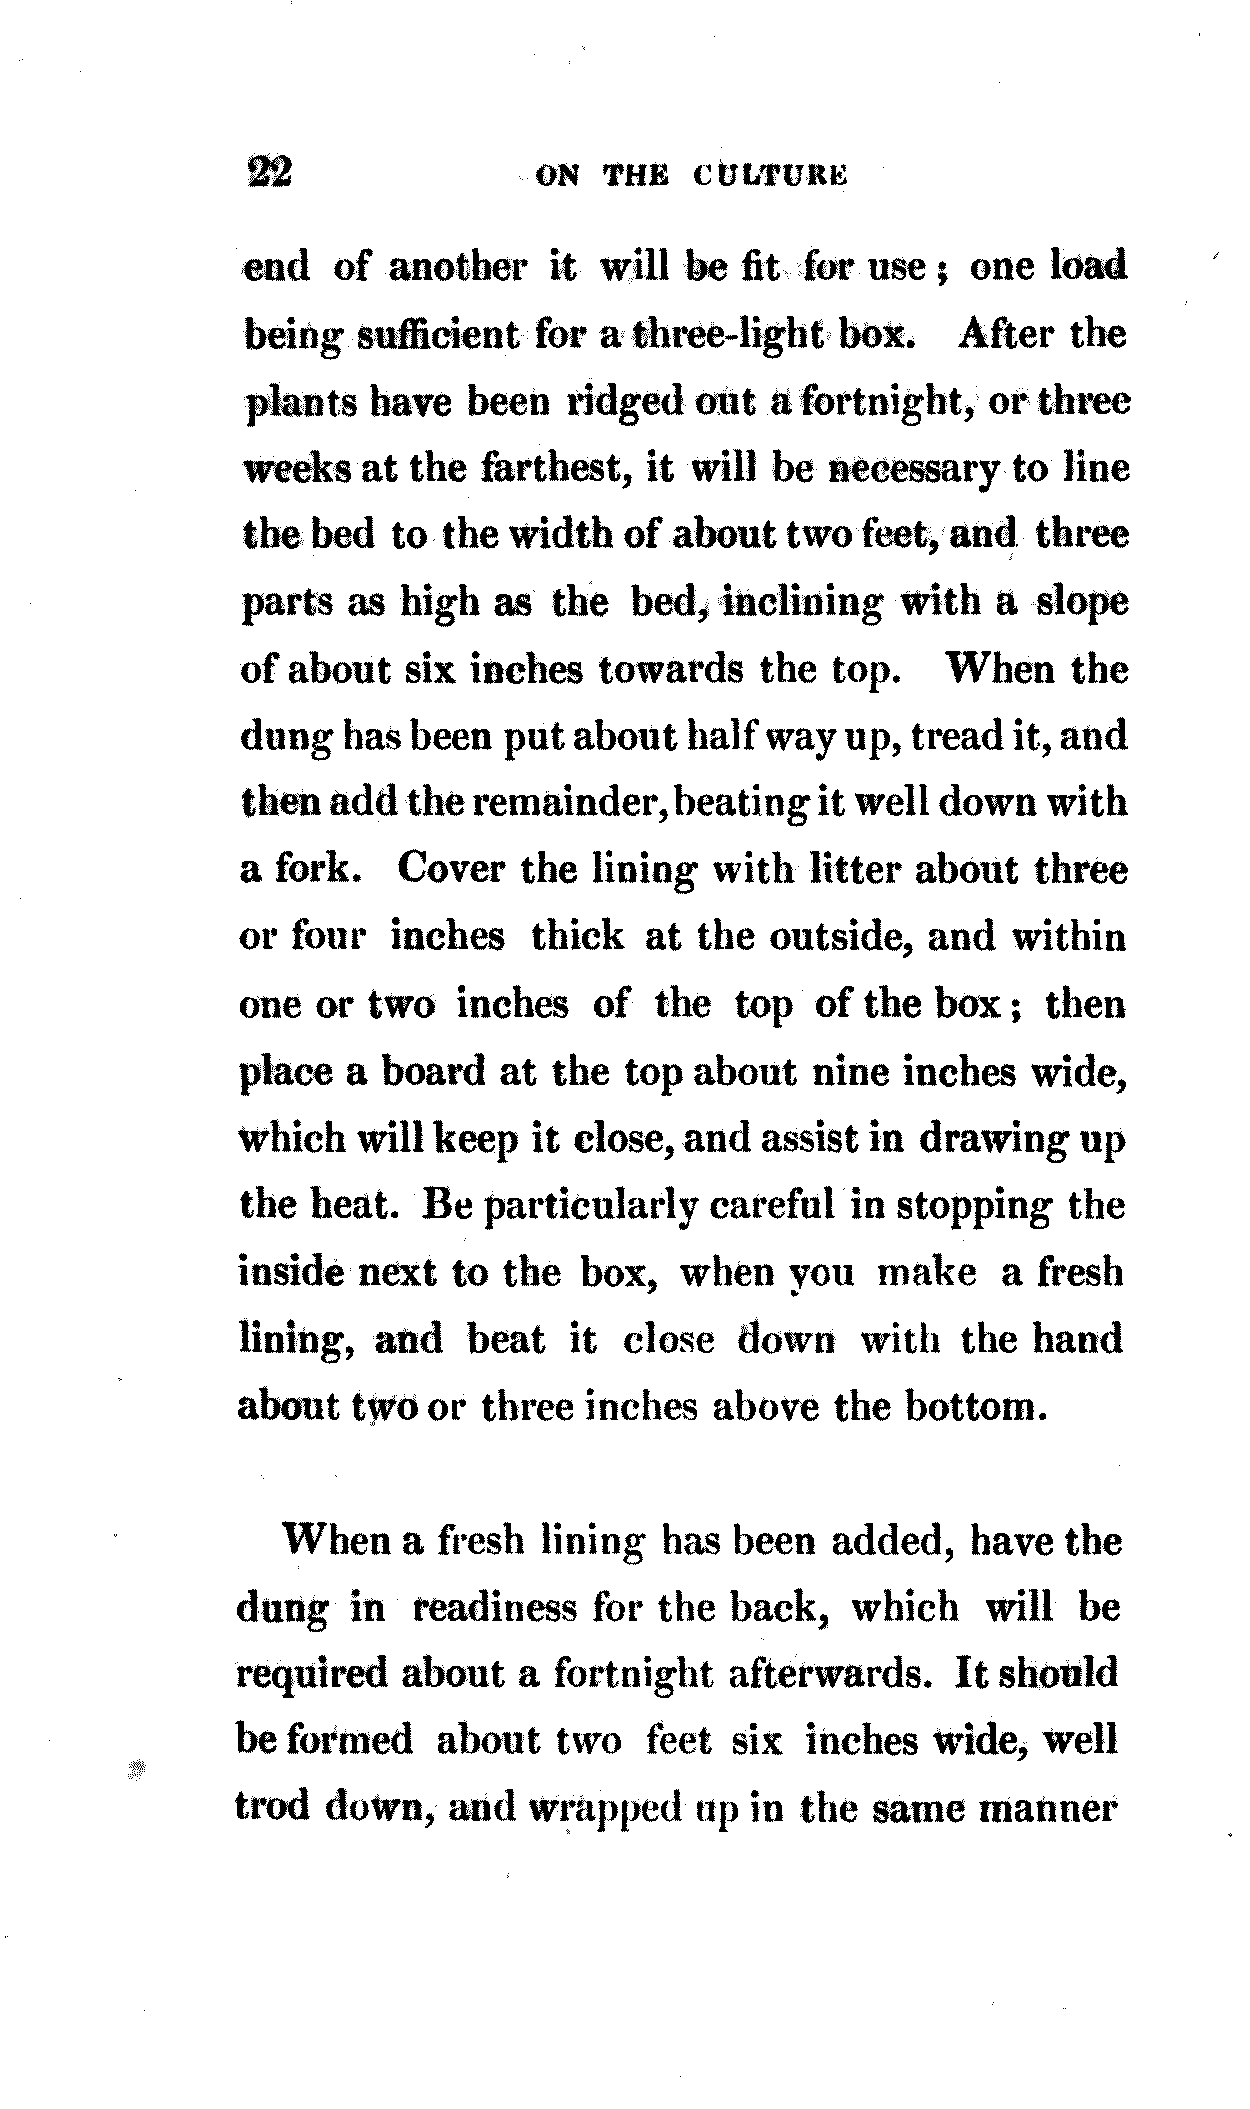 22 ON THE CULTURE
end of another it will be fit for use; one load
being sufficient for a three-light box. After the
plants have been ridged out a fortnight, or three
weeks at the farthest, it will be necessary to line
the bed to the width of about two feet, and three
parts as high as the bed, inclining with a slope
of about six inches towards the top. When the
dung has been put about half way up, tread it, and
then add the remainder, beating it well down with
a fork. Cover the lining with litter about three
or four inches thick at the outside, and within
one or two inches of the top of the box; then
place a board at the top about nine inches wide,
which will keep it close, and assist in drawing up
the heat. Be particularly careful in stopping the
inside next to the box, when you make a fresh
lining, and beat it close down with the hand
about two or three inches above the bottom.
When a fresh lining has been added, have the
dung in readiness for the back, which will be
required about a fortnight afterwards. It should
be formed about two feet six inches wide, well
trod down, and wrapped up in the same manner